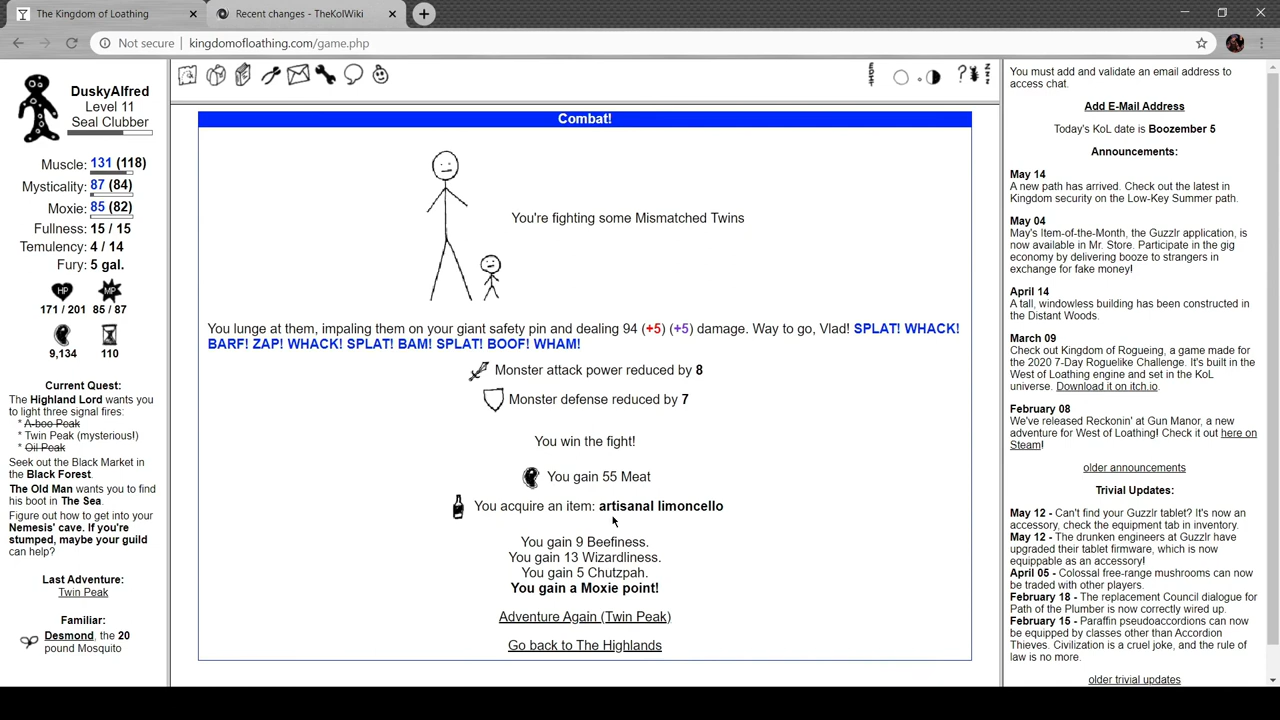 The Kingdom of Loathing
Recent changes - TheKolWiki
Not secure | kingdomofloathing.com/game.php
DuskyAlfred
Level 11
Seal Clubber
Muscle: 131 (118)
Mysticality: 87 (84)
Moxie: 85 (82)
Fullness: 15 / 15
Temulency: 4 / 14
Fury: 5 gal.
HP MP
171 / 201 85 / 87
9,134 110
Current Quest:
The Highland Lord wants you
to light three signal fires:
* A-boo Peak
* Twin Peak (mysterious!)
* Oil Peak
Seek out the Black Market in
the Black Forest.
The Old Man wants you to find
his boot in The Sea.
Figure out how to get into your
Nemesis' cave. If you're
stumped, maybe your guild
can help?
Last Adventure:
Twin Peak
Familiar:
Desmond, the 20
pound Mosquito
Combat!
You're fighting some Mismatched Twins
You lunge at them, impaling them on your giant safety pin and dealing 94 (+5) (+5) damage. Way to go, Vlad! SPLAT! WHACK!
BARF! ZAP! WHACK! SPLAT! BAM! SPLAT! BOOF! WHAM!
Monster attack power reduced by 8
Monster defense reduced by 7
You win the fight!
You gain 55 Meat
You acquire an item: artisanal limoncello
You gain 9 Beefiness.
You gain 13 Wizardliness.
You gain 5 Chutzpah.
You gain a Moxie point!
Adventure Again (Twin Peak)
Go back to The Highlands
You must add and validate an email address to
access chat.
Add E-Mail Address
Today's KoL date is Boozember 5
Announcements:
May 14
A new path has arrived. Check out the latest in
Kingdom security on the Low-Key Summer path.
May 04
May's Item-of-the-Month, the Guzzlr application, is
now available in Mr. Store. Participate in the gig
economy by delivering booze to strangers in
exchange for fake money!
April 14
A tall, windowless building has been constructed in
the Distant Woods.
March 09
Check out Kingdom of Rogueing, a game made for
the 2020 7-Day Roguelike Challenge. It's built in the
West of Loathing engine and set in the KoL
universe. Download it on itch.io.
February 08
We've released Reckonin' at Gun Manor, a new
adventure for West of Loathing! Check it out here on
Steam!
older announcements
Trivial Updates:
May 12 - Can't find your Guzzlr tablet? It's now an
accessory, check the equipment tab in inventory.
May 12 - The drunken engineers at Guzzlr have
upgraded their tablet firmware, which is now
equippable as an accessory!
April 05 - Colossal free-range mushrooms can now
be traded with other players.
February 18 - The replacement Council dialogue for
Path of the Plumber is now correctly wired up.
February 15 - Paraffin pseudoaccordions can now
be equipped by classes other than Accordion
Thieves. Civilization is a cruel joke, and the rule of
law is no more.
older trivial updates